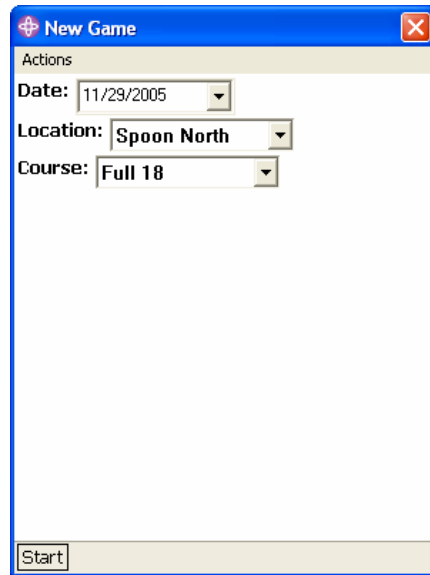 New Game
Actions
Date: 11/29/2005
Location: Spoon North
Course: Full 18
Start